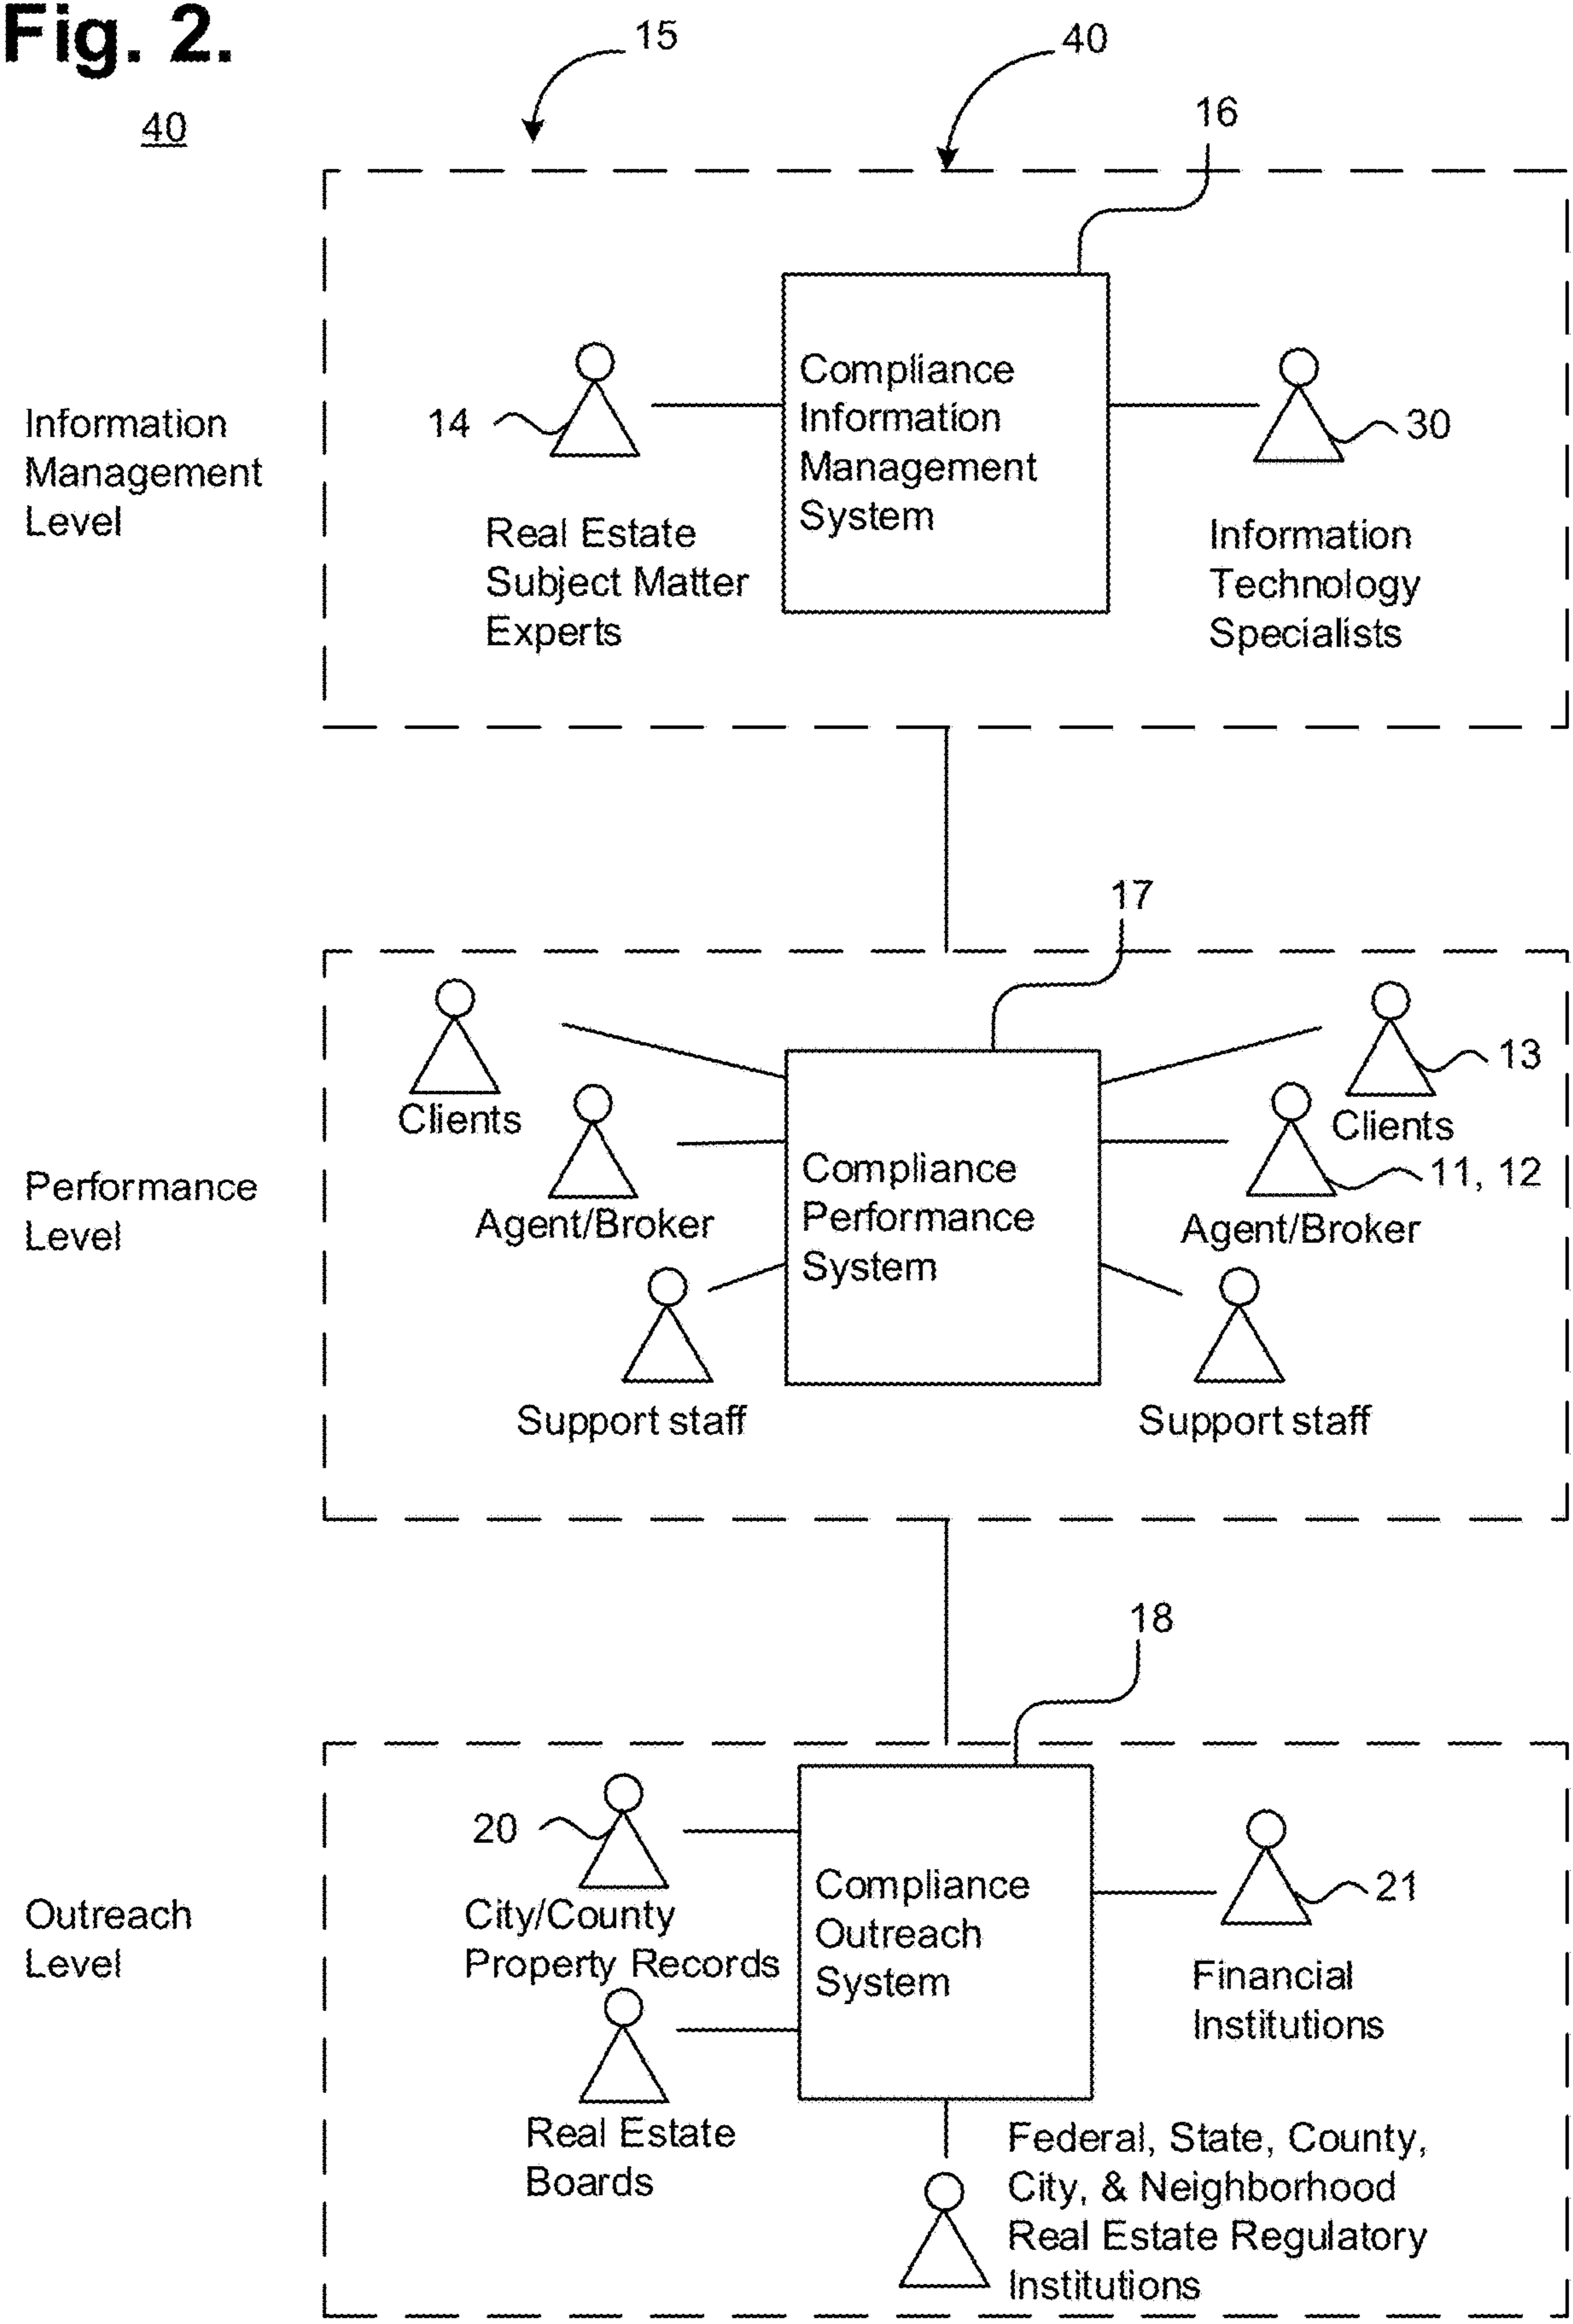 Fig. 2.
40
15
40
16
Information
Management
Level
14
Real Estate
Subject Matter
Experts
Compliance
Information
Management
System
30
Information
Technology
Specialists
17
Performance
Level
Clients
Agent/Broker
Support staff
Compliance
Performance
System
13
Clients
11, 12
Agent/Broker
Support staff
18
Outreach
Level
20
City/County
Property Records
Real Estate
Boards
Compliance
Outreach
System
21
Financial
Institutions
Federal, State, County,
City, & Neighborhood
Real Estate Regulatory
Institutions